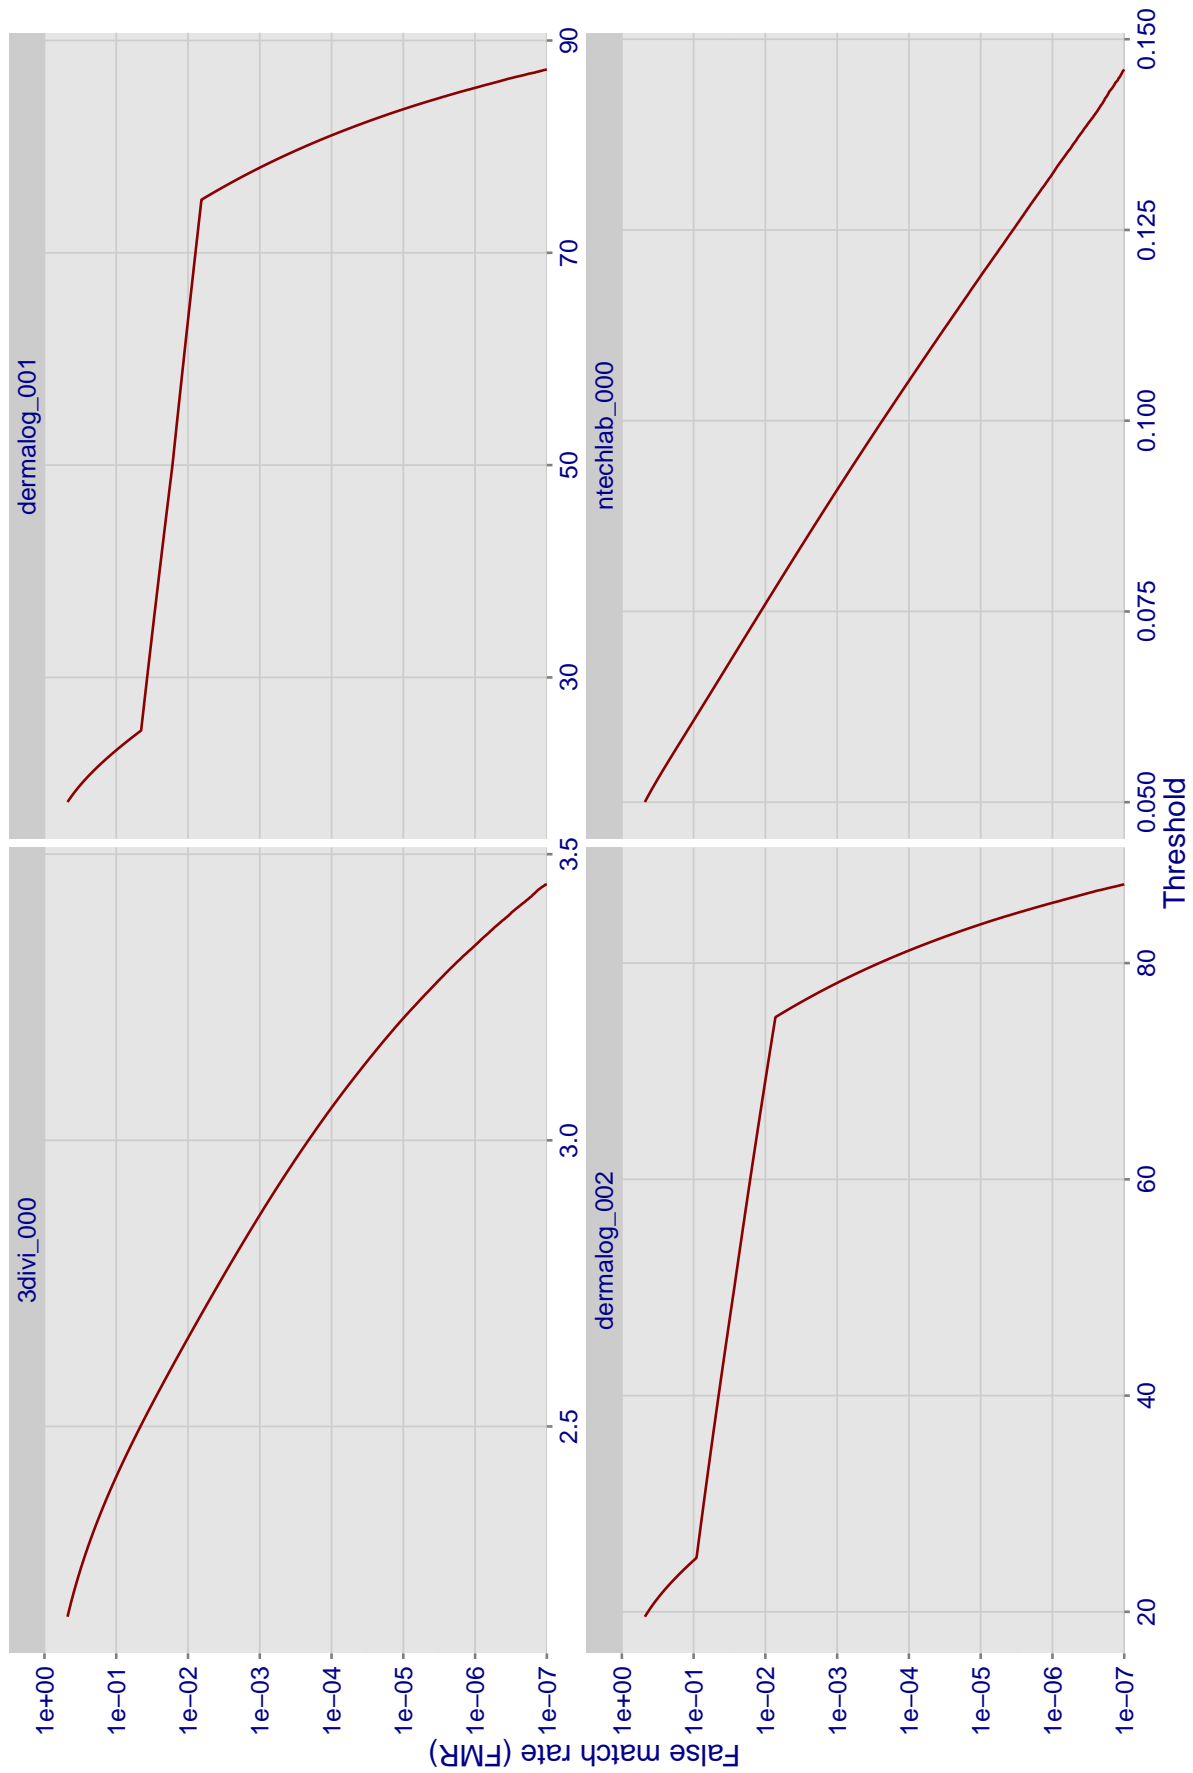 3divi_000
dermalog_001
dermalog_002
ntechlab_000
False match rate (FMR)
1e+00
1e−01
1e−02
1e−03
1e−04
1e−05
1e−06
1e−07
2.5
3.0
3.5
30
50
70
90
1e+00
1e−01
1e−02
1e−03
1e−04
1e−05
1e−06
1e−07
20
40
60
80
0.050
0.075
0.100
0.125
0.150
Threshold